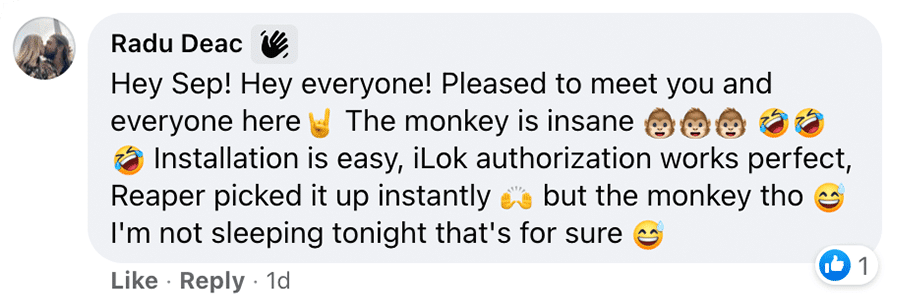 Radu Deac 👋
Hey Sep! Hey everyone! Pleased to meet you and
everyone here🤘 The monkey is insane 🐵🐵🐵 🤣🤣
🤣 Installation is easy, iLok authorization works perfect,
Reaper picked it up instantly 🙌 but the monkey tho 😅
I'm not sleeping tonight that's for sure 😅
1
Like · Reply · 1d